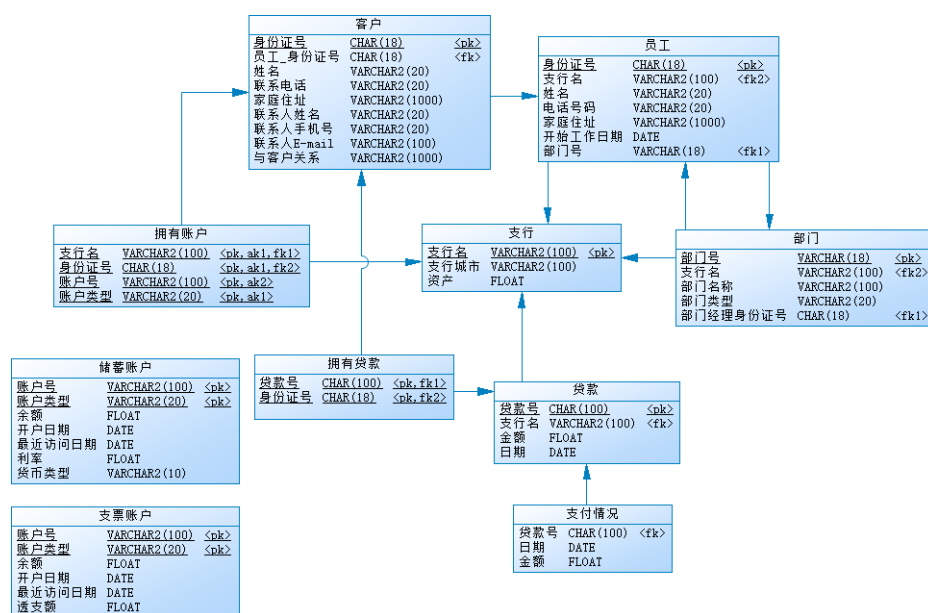 客户
身份证号 CHAR(18) <pk>
员工_身份证号 CHAR(18) <fk>
姓名 VARCHAR2(20)
联系电话 VARCHAR2(20)
家庭住址 VARCHAR2(1000)
联系人姓名 VARCHAR2(20)
联系人手机号 VARCHAR2(20)
联系人E-mail VARCHAR2(100)
与客户关系 VARCHAR2(1000)
员工
身份证号 CHAR(18) <pk>
支行名 VARCHAR2(100) <fk2>
姓名 VARCHAR2(20)
电话号码 VARCHAR2(20)
家庭住址 VARCHAR2(1000)
开始工作日期 DATE
部门号 VARCHAR(18) <fk1>
拥有账户
支行名 VARCHAR2(100) <pk,ak1,fk1>
身份证号 CHAR(18) <pk,ak1,fk2>
账户号 VARCHAR2(100) <pk,ak2>
账户类型 VARCHAR2(20) <pk,ak1>
支行
支行名 VARCHAR2(100) <pk>
支行城市 VARCHAR2(100)
资产 FLOAT
部门
部门号 VARCHAR(18) <pk>
支行名 VARCHAR2(100) <fk2>
部门名称 VARCHAR2(100)
部门类型 VARCHAR2(20)
部门经理身份证号 CHAR(18) <fk1>
储蓄账户
账户号 VARCHAR2(100) <pk>
账户类型 VARCHAR2(20) <pk>
余额 FLOAT
开户日期 DATE
最近访问日期 DATE
利率 FLOAT
货币类型 VARCHAR2(10)
拥有贷款
贷款号 CHAR(100) <pk,fk1>
身份证号 CHAR(18) <pk,fk2>
贷款
贷款号 CHAR(100) <pk>
支行名 VARCHAR2(100) <fk>
金额 FLOAT
日期 DATE
支票账户
账户号 VARCHAR2(100) <pk>
账户类型 VARCHAR2(20) <pk>
余额 FLOAT
开户日期 DATE
最近访问日期 DATE
透支额 FLOAT
支付情况
贷款号 CHAR(100) <fk>
日期 DATE
金额 FLOAT